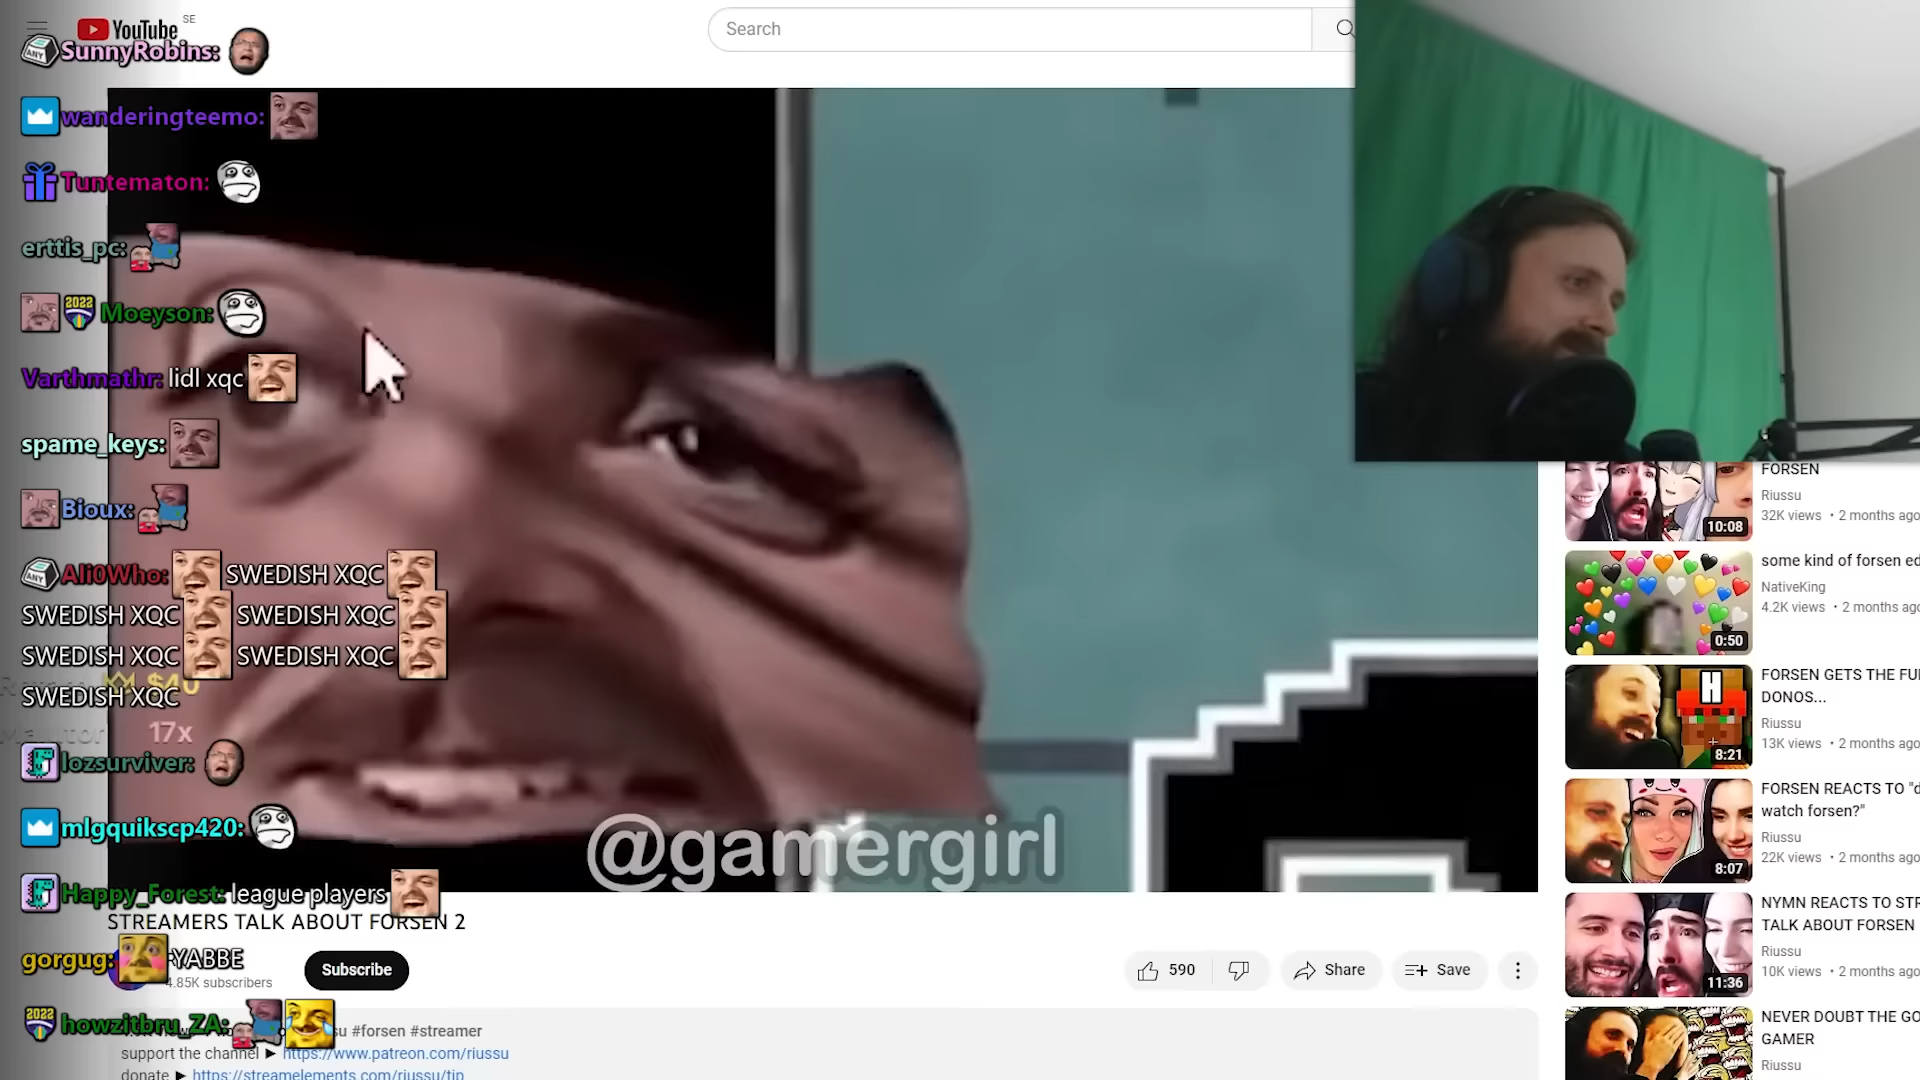 YouTube SE
Search
SunnyRobins:
wanderingteemo:
Tuntematon:
erttis_pc:
2022 Moeyson:
Varthmathr: lidl xqc
spame_keys:
Bioux:
ANY Ali0Who: SWEDISH XQC
SWEDISH XQC SWEDISH XQC
SWEDISH XQC SWEDISH XQC
SWEDISH XQC
$40
17x
lozsurviver:
mlgquikscp420:
Happy_Forest: league players
gorgug: YABBE
2022 howzitbru_ZA:
@gamergirl
STREAMERS TALK ABOUT FORSEN 2
4.85K subscribers
Subscribe
590
Share
Save
#forsen #streamer
support the channel ► https://www.patreon.com/riussu
donate ► https://streamelements.com/riussu/tip
FORSEN
Riussu
32K views • 2 months ago
10:08
some kind of forsen ed
NativeKing
4.2K views • 2 months ago
0:50
FORSEN GETS THE FU
DONOS...
Riussu
13K views • 2 months ago
H
8:21
FORSEN REACTS TO "d
watch forsen?"
Riussu
22K views • 2 months ago
8:07
NYMN REACTS TO STR
TALK ABOUT FORSEN
Riussu
10K views • 2 months ago
11:36
NEVER DOUBT THE GO
GAMER
Riussu